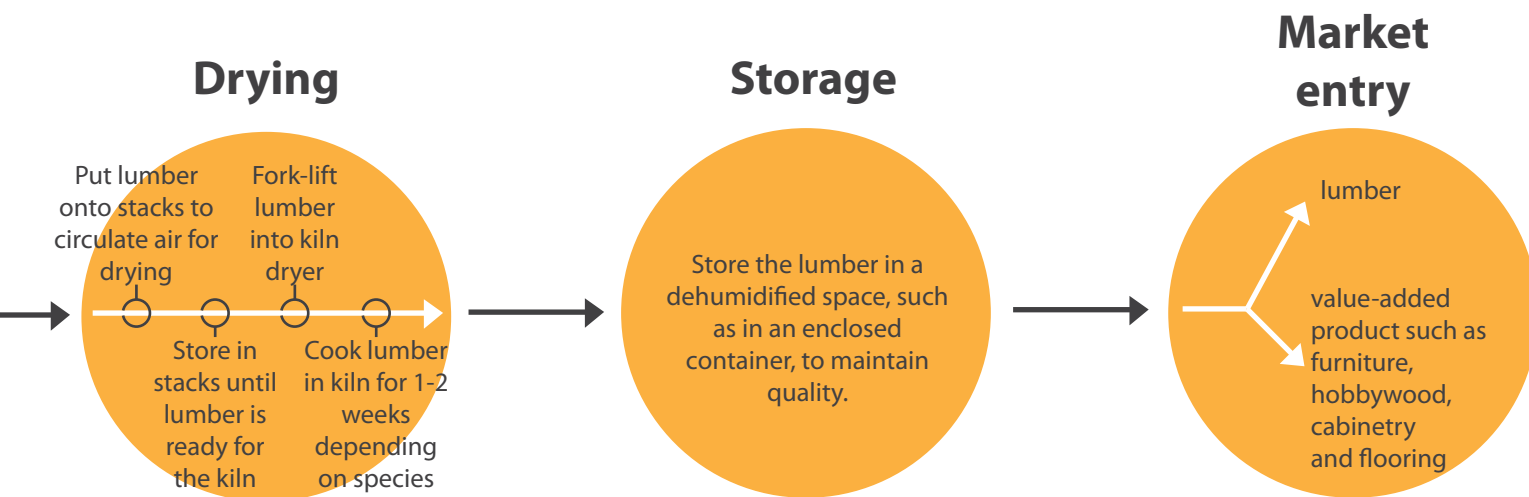 Drying
Put lumber
onto stacks to
circulate air for
drying
Store in
stacks until
lumber is
ready for
the kiln
Fork-lift
lumber
into kiln
dryer
Cook lumber
in kiln for 1-2
weeks
depending
on species
Storage
Store the lumber in a
dehumidified space, such
as in an enclosed
container, to maintain
quality.
Market
entry
lumber
value-added
product such as
furniture,
hobbywood,
cabinetry
and flooring